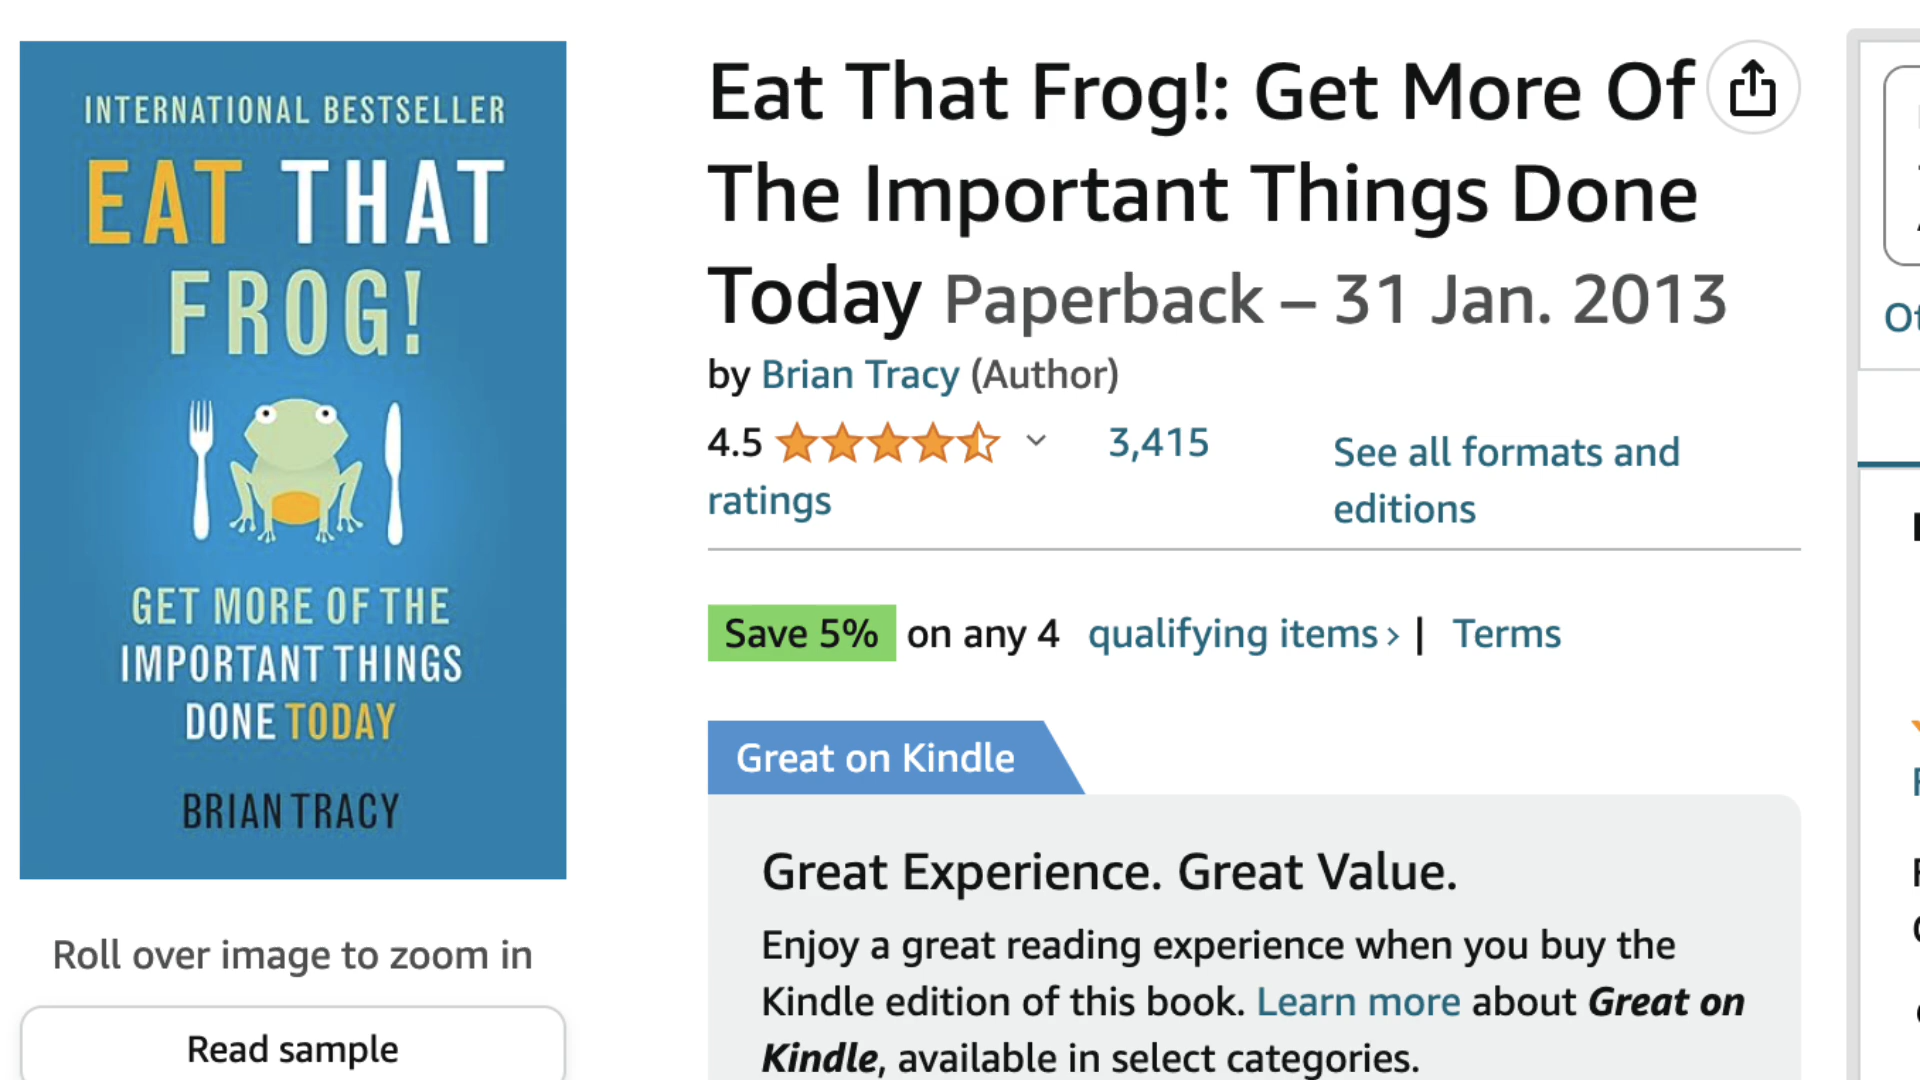 INTERNATIONAL BESTSELLER
EAT THAT
FROG!
GET MORE OF THE
IMPORTANT THINGS
DONE TODAY
BRIAN TRACY
Roll over image to zoom in
Read sample
Eat That Frog!: Get More Of
The Important Things Done
Today Paperback – 31 Jan. 2013
by Brian Tracy (Author)
4.5 3,415
ratings
See all formats and
editions
Save 5% on any 4 qualifying items › | Terms
Great on Kindle
Great Experience. Great Value.
Enjoy a great reading experience when you buy the
Kindle edition of this book. Learn more about Great on
Kindle, available in select categories.